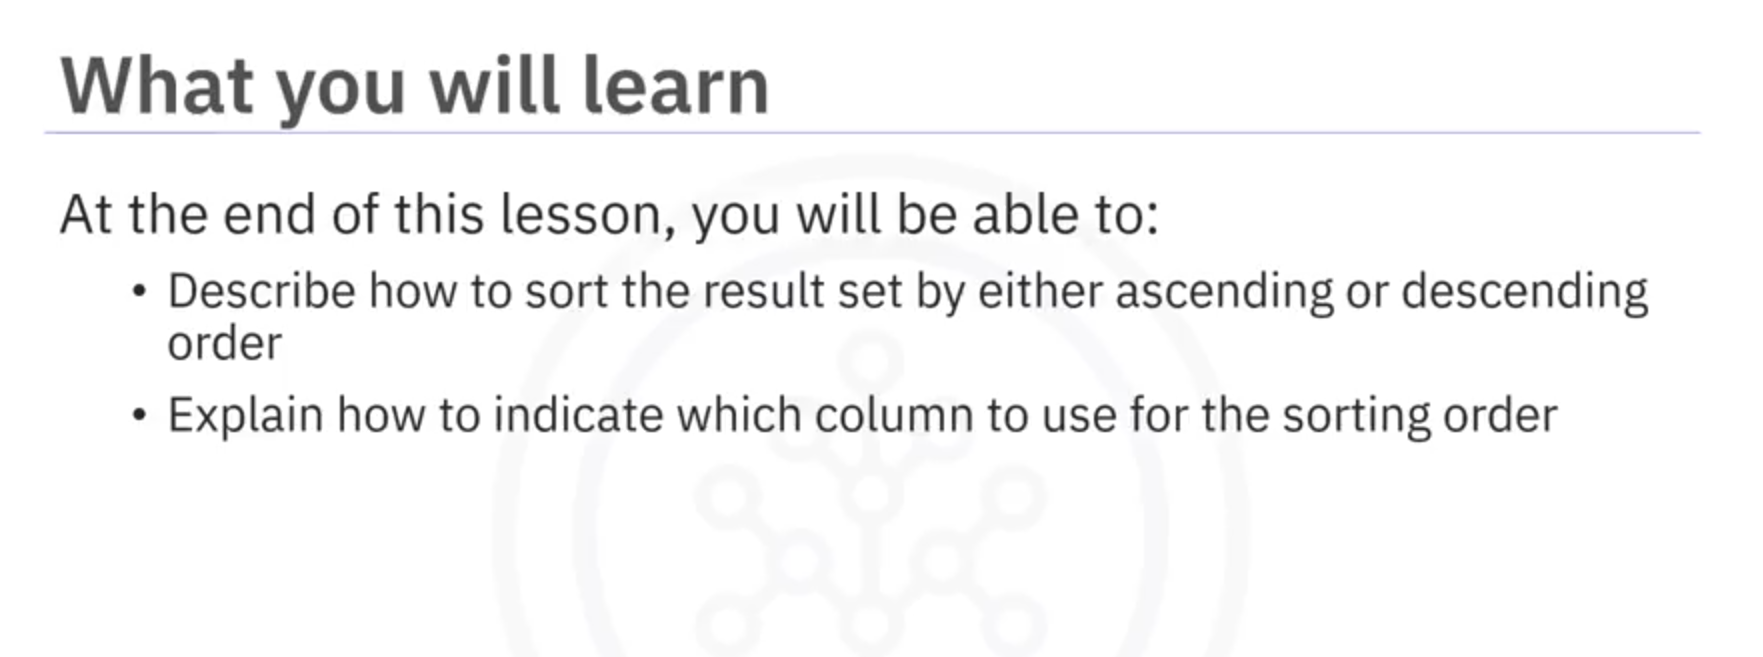 What you will learn
At the end of this lesson, you will be able to:
• Describe how to sort the result set by either ascending or descending
order
• Explain how to indicate which column to use for the sorting order